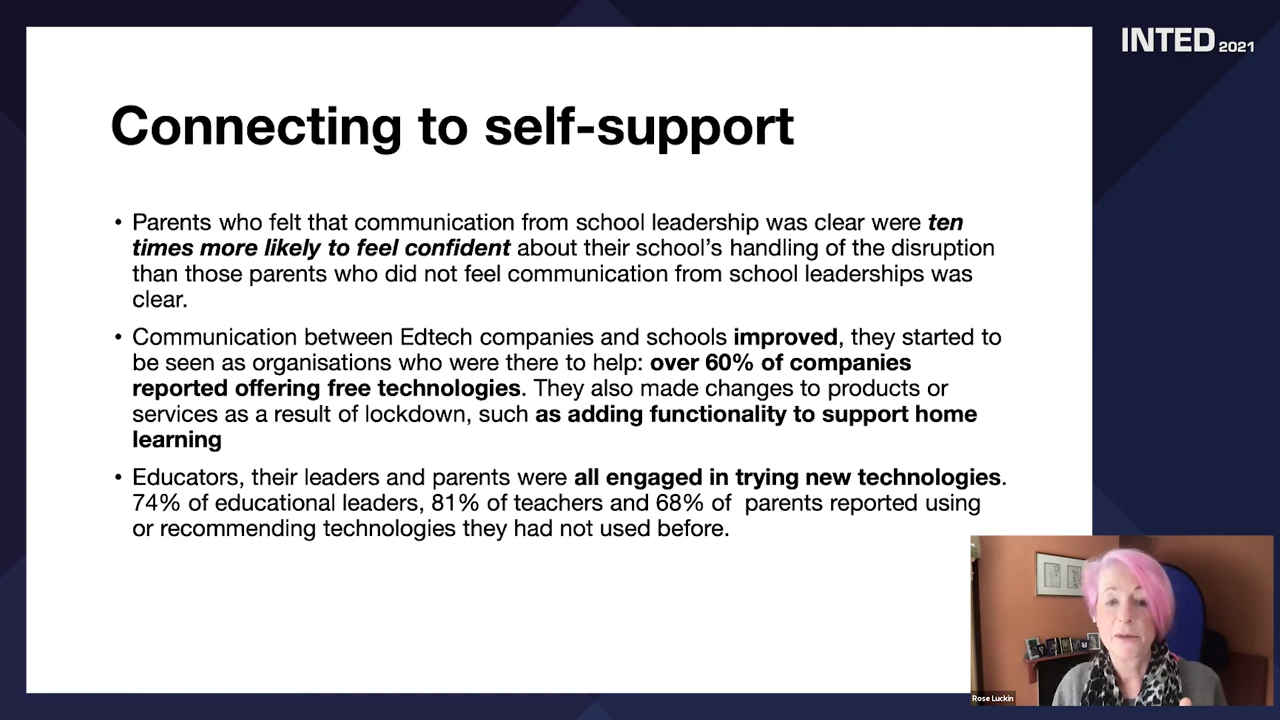 INTED 2021
Connecting to self-support
• Parents who felt that communication from school leadership was clear were ten
times more likely to feel confident about their school's handling of the disruption
than those parents who did not feel communication from school leaderships was
clear.
• Communication between Edtech companies and schools improved, they started to
be seen as organisations who were there to help: over 60% of companies
reported offering free technologies. They also made changes to products or
services as a result of lockdown, such as adding functionality to support home
learning
• Educators, their leaders and parents were all engaged in trying new technologies.
74% of educational leaders, 81% of teachers and 68% of parents reported using
or recommending technologies they had not used before.
Rose Luckin